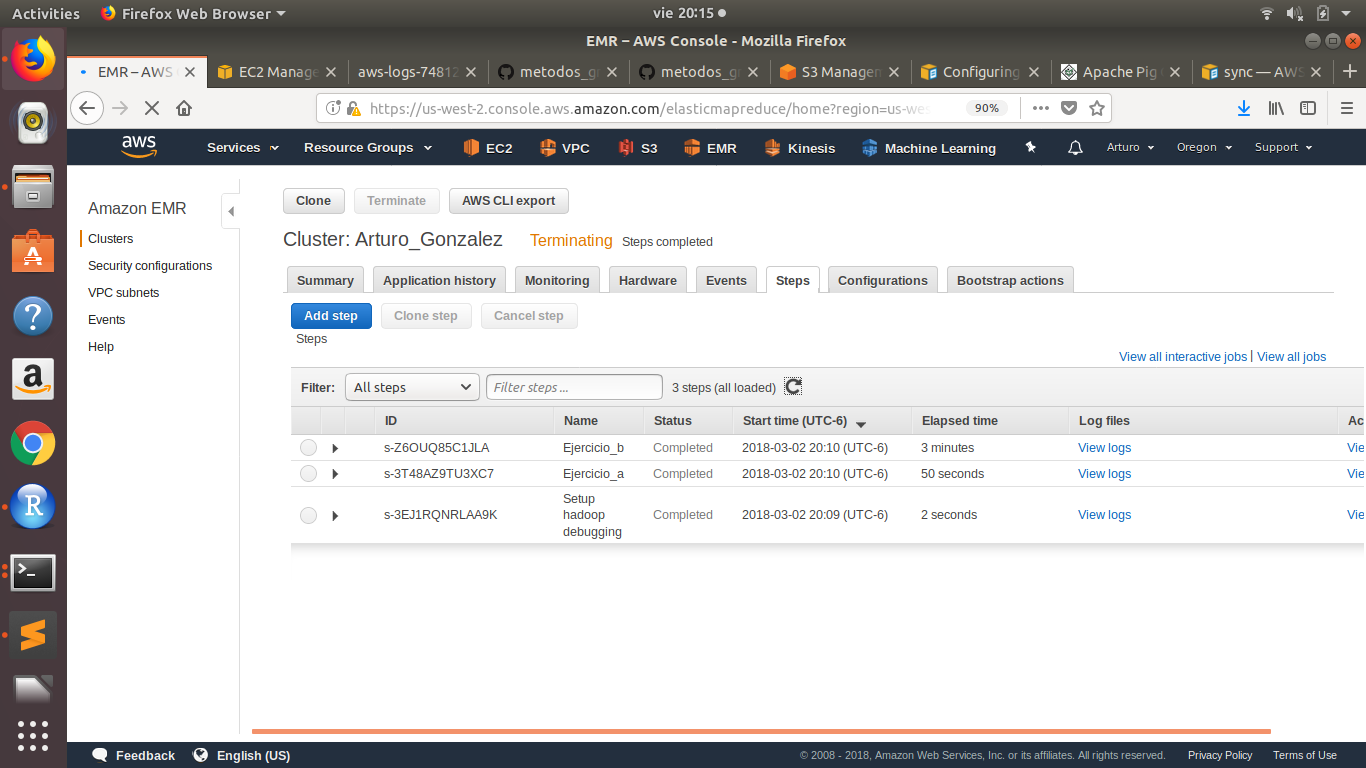 Activities Firefox Web Browser vie 20:15
EMR – AWS Console - Mozilla Firefox
EMR – AWS EC2 Manage aws-logs-74812 metodos_g metodos_g S3 Managem Configuring Apache Pig sync — AWS
https://us-west-2.console.aws.amazon.com/elasticmapreduce/home?region=us-we 90%
aws Services Resource Groups EC2 VPC S3 EMR Kinesis Machine Learning Arturo Oregon Support
Amazon EMR
Clusters
Security configurations
VPC subnets
Events
Help
Clone Terminate AWS CLI export
Cluster: Arturo_Gonzalez Terminating Steps completed
Summary Application history Monitoring Hardware Events Steps Configurations Bootstrap actions
Add step Clone step Cancel step
Steps
View all interactive jobs | View all jobs
Filter: All steps Filter steps ... 3 steps (all loaded)
ID Name Status Start time (UTC-6) Elapsed time Log files Ac
s-Z6OUQ85C1JLA Ejercicio_b Completed 2018-03-02 20:10 (UTC-6) 3 minutes View logs Vie
s-3T48AZ9TU3XC7 Ejercicio_a Completed 2018-03-02 20:10 (UTC-6) 50 seconds View logs Vie
s-3EJ1RQNRLAA9K Setup hadoop debugging Completed 2018-03-02 20:09 (UTC-6) 2 seconds View logs Vie
Feedback English (US) © 2008 - 2018, Amazon Web Services, Inc. or its affiliates. All rights reserved. Privacy Policy Terms of Use